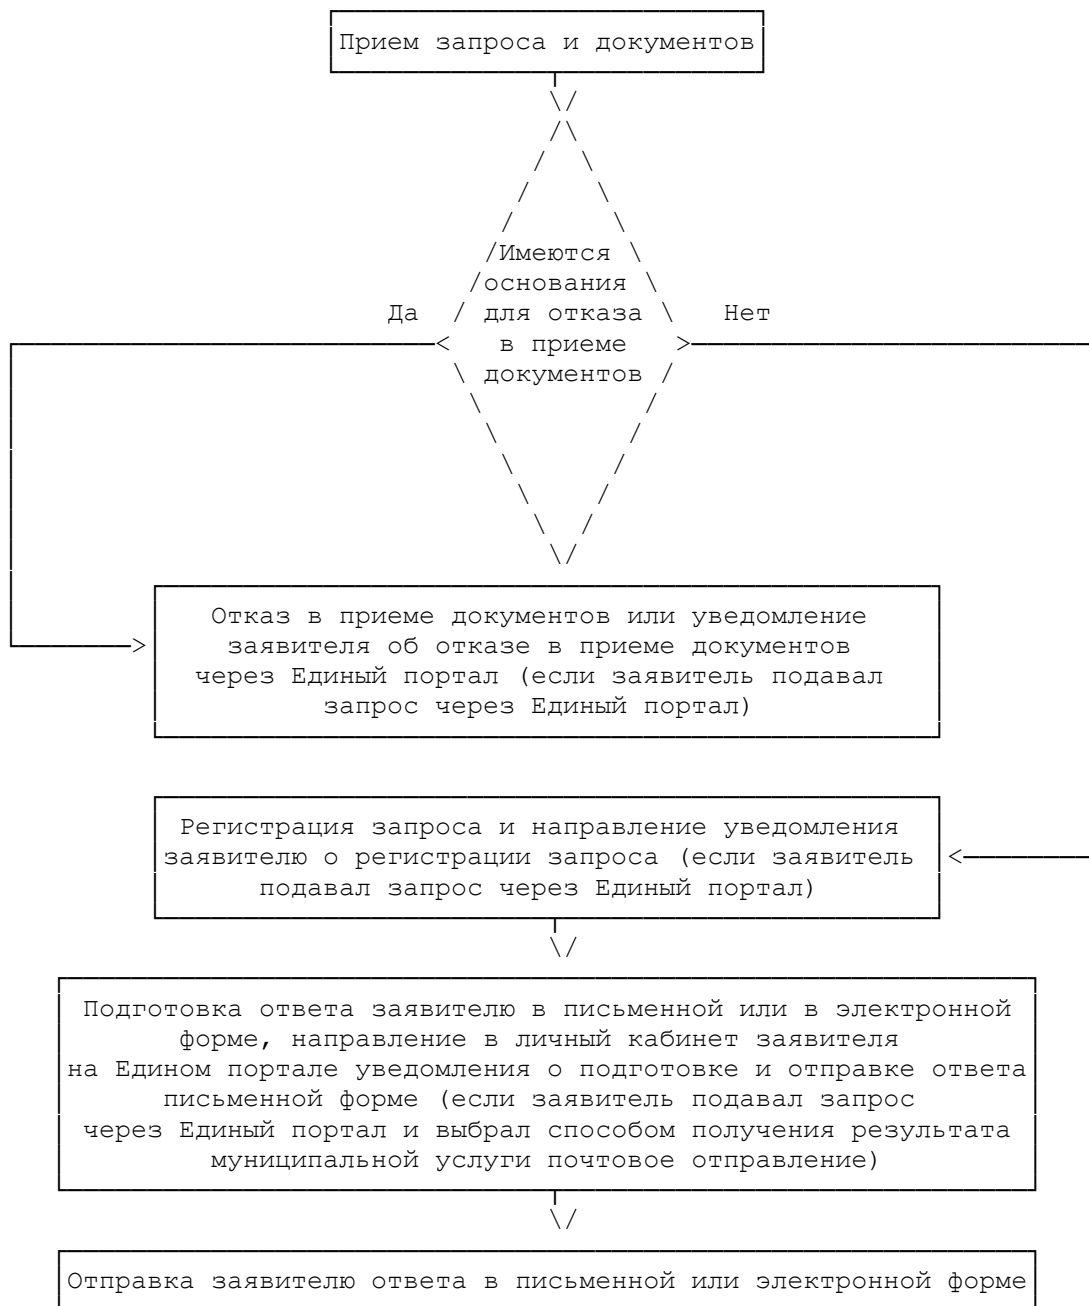 Прием запроса и документов
Имеются
основания
Да для отказа Нет
в приеме
документов
Отказ в приеме документов или уведомление
заявителя об отказе в приеме документов
через Единый портал (если заявитель подавал
запрос через Единый портал)
Регистрация запроса и направление уведомления
заявителю о регистрации запроса (если заявитель
подавал запрос через Единый портал)
Подготовка ответа заявителю в письменной или в электронной
форме, направление в личный кабинет заявителя
на Едином портале уведомления о подготовке и отправке ответа
письменной форме (если заявитель подавал запрос
через Единый портал и выбрал способом получения результата
муниципальной услуги почтовое отправление)
Отправка заявителю ответа в письменной или электронной форме